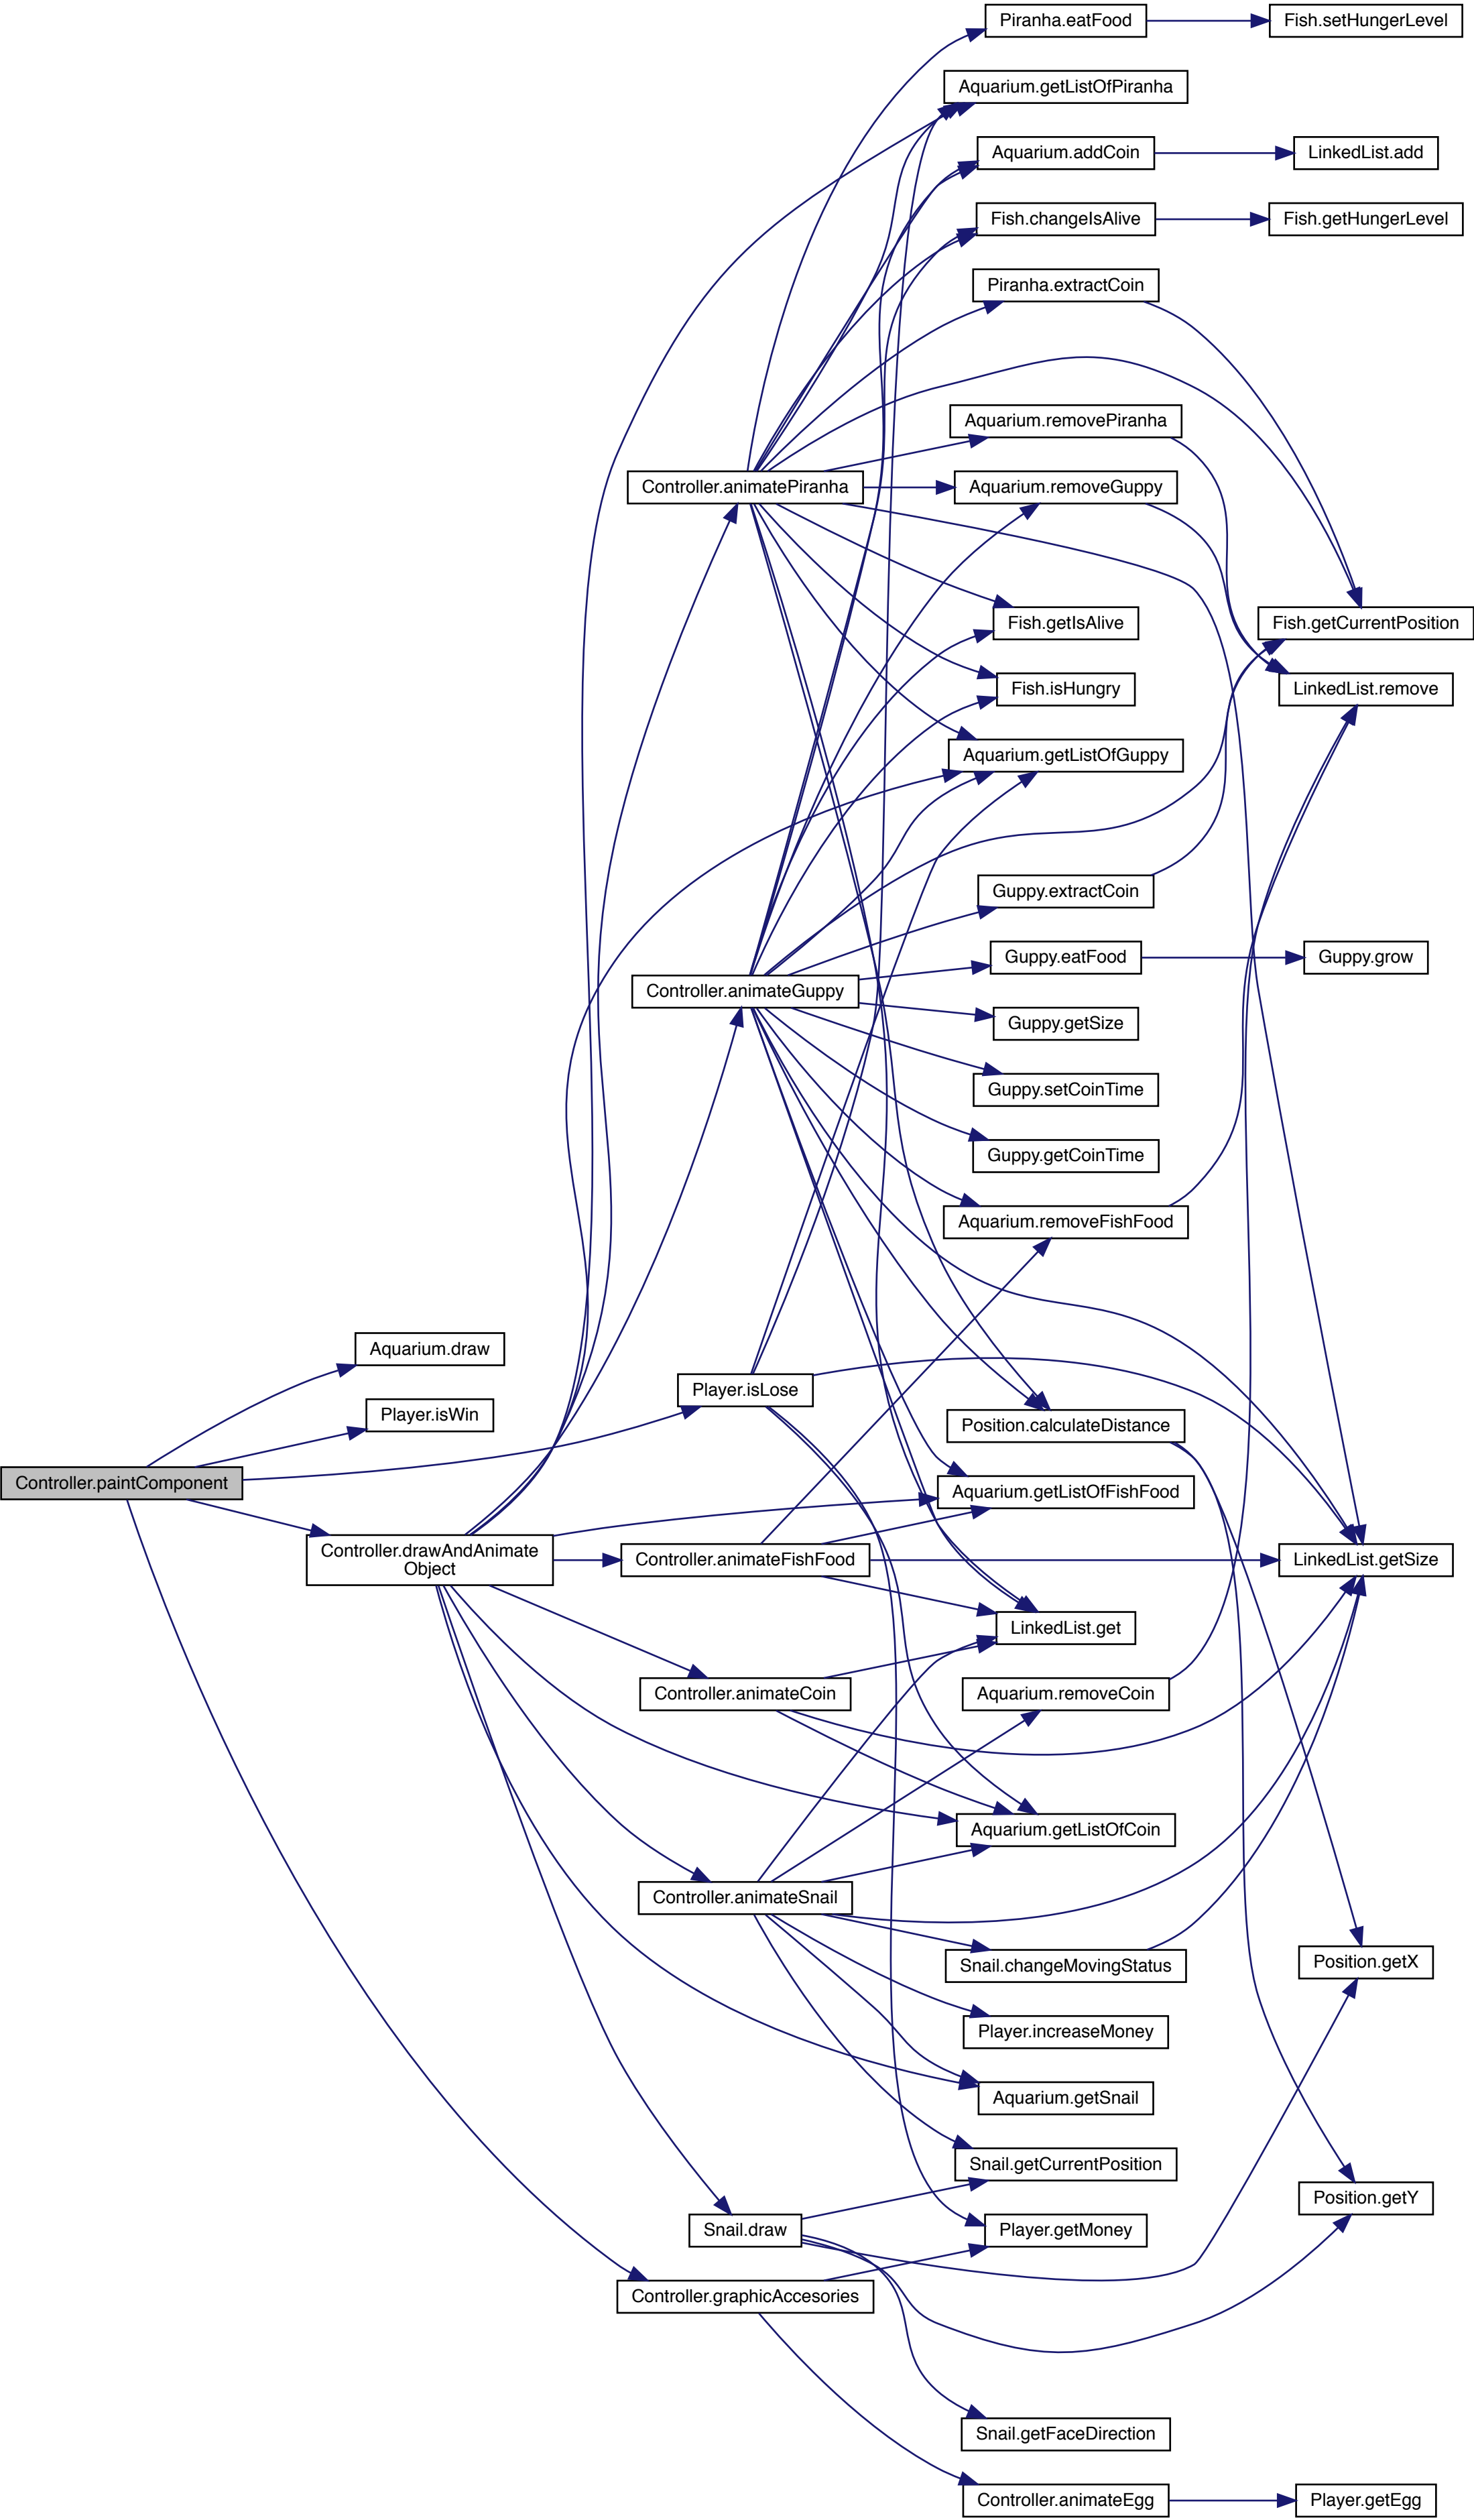 Piranha.eatFood
Fish.setHungerLevel
Aquarium.getListOfPiranha
Aquarium.addCoin
LinkedList.add
Fish.changeIsAlive
Fish.getHungerLevel
Piranha.extractCoin
Aquarium.removePiranha
Controller.animatePiranha
Aquarium.removeGuppy
Fish.getIsAlive
Fish.getCurrentPosition
Fish.isHungry
LinkedList.remove
Aquarium.getListOfGuppy
Guppy.extractCoin
Guppy.eatFood
Guppy.grow
Controller.animateGuppy
Guppy.getSize
Guppy.setCoinTime
Guppy.getCoinTime
Aquarium.removeFishFood
Aquarium.draw
Player.isLose
Player.isWin
Position.calculateDistance
Controller.paintComponent
Aquarium.getListOfFishFood
Controller.drawAndAnimate
Object
Controller.animateFishFood
LinkedList.getSize
LinkedList.get
Controller.animateCoin
Aquarium.removeCoin
Aquarium.getListOfCoin
Controller.animateSnail
Snail.changeMovingStatus
Position.getX
Player.increaseMoney
Aquarium.getSnail
Snail.getCurrentPosition
Position.getY
Snail.draw
Player.getMoney
Controller.graphicAccesories
Snail.getFaceDirection
Controller.animateEgg
Player.getEgg